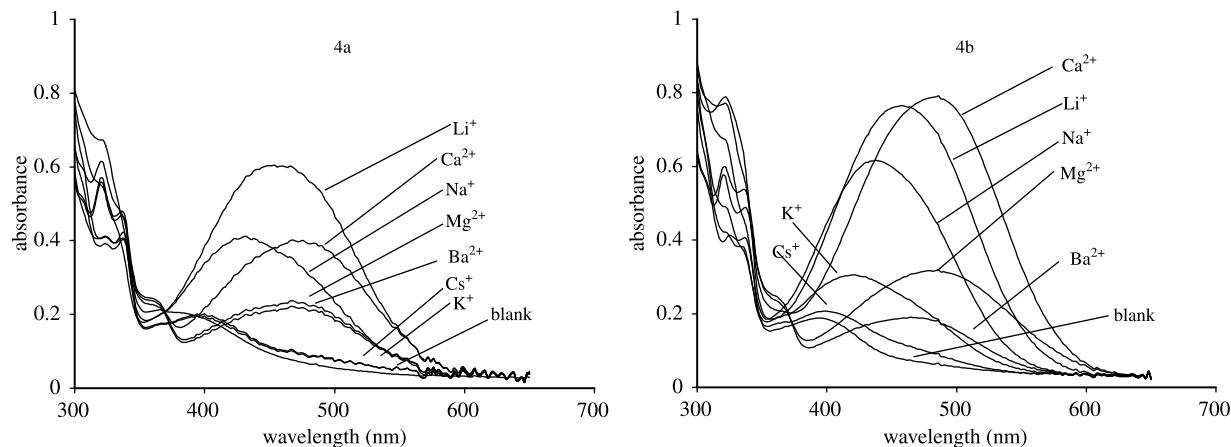 4a
1
0.8
0.6
0.4
0.2
0
absorbance
300
400
500
600
700
wavelength (nm)
Li⁺
Ca²⁺
Na⁺
Mg²⁺
Ba²⁺
Cs⁺
K⁺
blank
4b
1
0.8
0.6
0.4
0.2
0
absorbance
300
400
500
600
700
wavelength (nm)
Ca²⁺
Li⁺
Na⁺
Mg²⁺
K⁺
Cs⁺
Ba²⁺
blank